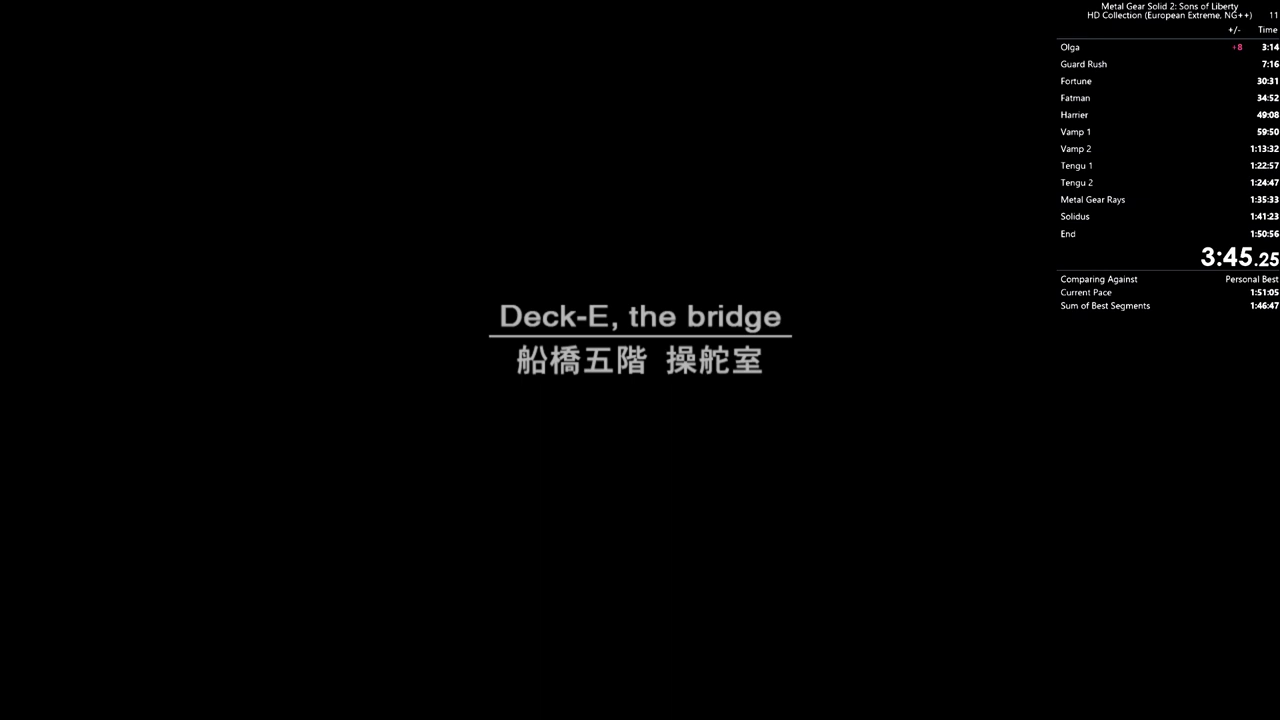 Metal Gear Solid 2: Sons of Liberty
HD Collection (European Extreme, NG++) 11
+/- Time
Olga +8 3:14
Guard Rush 7:16
Fortune 30:31
Fatman 34:52
Harrier 49:08
Vamp 1 59:50
Vamp 2 1:13:32
Tengu 1 1:22:57
Tengu 2 1:24:47
Metal Gear Rays 1:35:33
Solidus 1:41:23
End 1:50:56
3:45.25
Comparing Against Personal Best
Current Pace 1:51:05
Sum of Best Segments 1:46:47
Deck-E, the bridge
船橋五階 操舵室